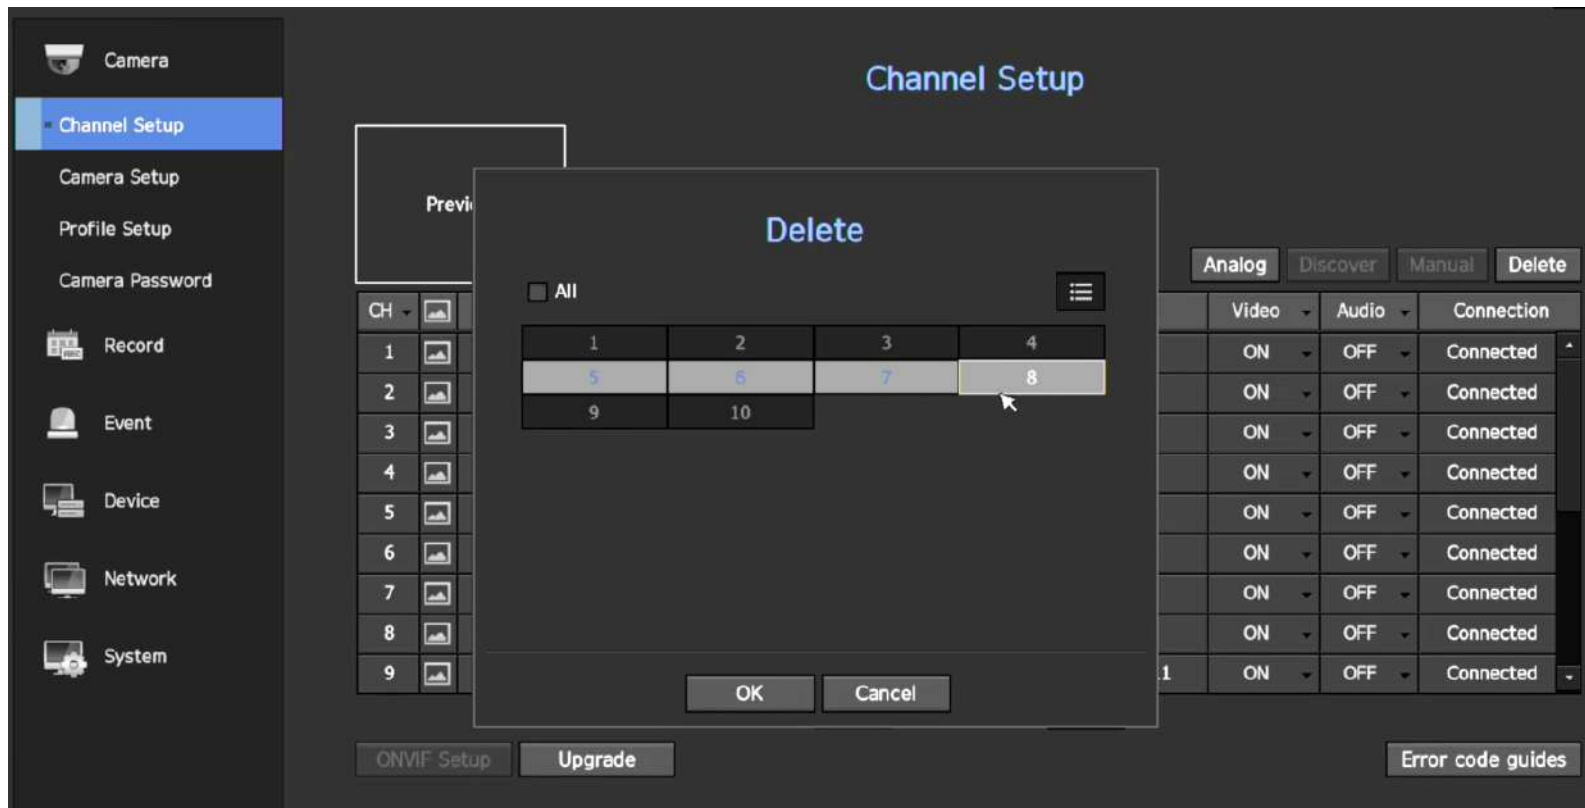 Camera
Channel Setup
Camera Setup
Profile Setup
Camera Password
Record
Event
Device
Network
System
Channel Setup
Analog Discover Manual Delete
CH Video Audio Connection
1 ON OFF Connected
2 ON OFF Connected
3 ON OFF Connected
4 ON OFF Connected
5 ON OFF Connected
6 ON OFF Connected
7 ON OFF Connected
8 ON OFF Connected
9 .1 ON OFF Connected
Delete
All
1 2 3 4
5 6 7 8
9 10
OK Cancel
ONVIF Setup Upgrade Error code guides